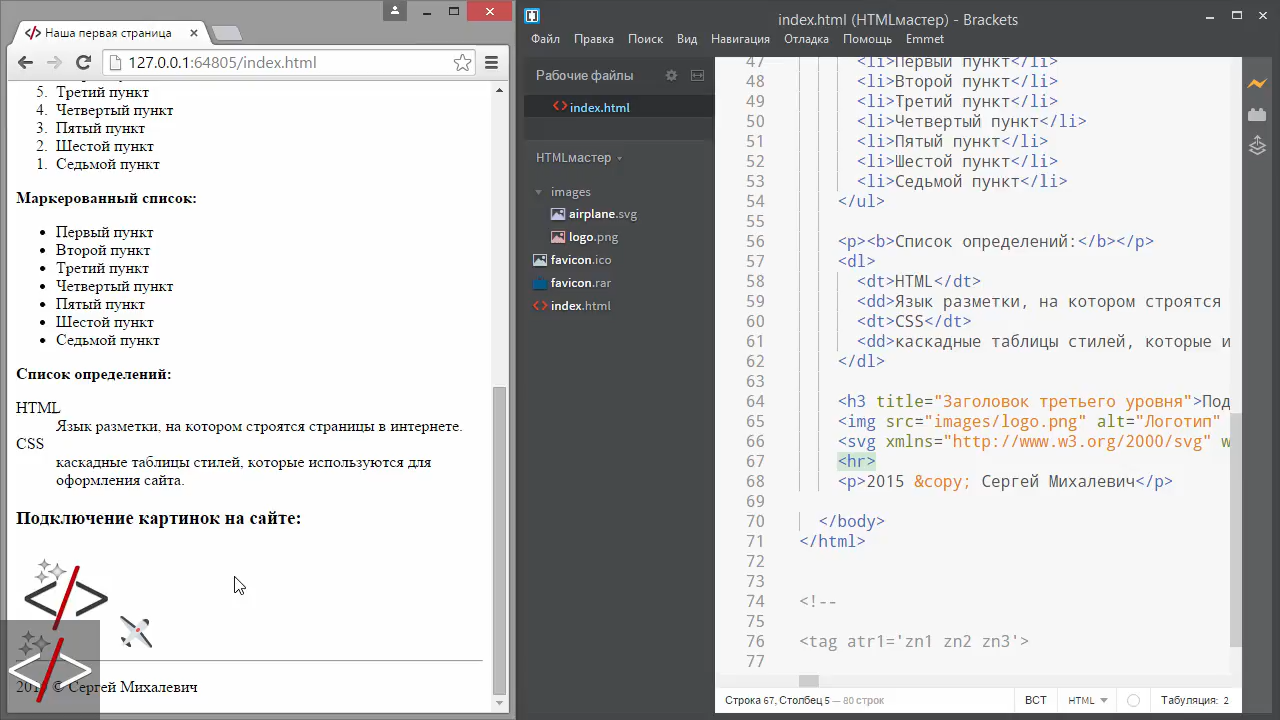 Наша первая страница
127.0.0.1:64805/index.html
5. Третий пункт
4. Четвертый пункт
3. Пятый пункт
2. Шестой пункт
1. Седьмой пункт
Маркерованный список:
• Первый пункт
• Второй пункт
• Третий пункт
• Четвертый пункт
• Пятый пункт
• Шестой пункт
• Седьмой пункт
Список определений:
HTML
Язык разметки, на котором строятся страницы в интернете.
CSS
каскадные таблицы стилей, которые используются для
оформления сайта.
Подключение картинок на сайте:
© Сергей Михалевич
index.html (HTMLмастер) - Brackets
Файл Правка Поиск Вид Навигация Отладка Помощь Emmet
Рабочие файлы
index.html
HTMLмастер
images
airplane.svg
logo.png
favicon.ico
favicon.rar
index.html
47 <li>Первый пункт</li>
48 <li>Второй пункт</li>
49 <li>Третий пункт</li>
50 <li>Четвертый пункт</li>
51 <li>Пятый пункт</li>
52 <li>Шестой пункт</li>
53 <li>Седьмой пункт</li>
54 </ul>
55
56 <p><b>Список определений:</b></p>
57 <dl>
58 <dt>HTML</dt>
59 <dd>Язык разметки, на котором строятся
60 <dt>CSS</dt>
61 <dd>каскадные таблицы стилей, которые и
62 </dl>
63
64 <h3 title="Заголовок третьего уровня">Под
65 <img src="images/logo.png" alt="Логотип"
66 <svg xmlns="http://www.w3.org/2000/svg" w
67 <hr>
68 <p>2015 &copy; Сергей Михалевич</p>
69
70 </body>
71 </html>
72
73
74 <!--
75
76 <tag atr1='zn1 zn2 zn3'>
77
Строка 67, Столбец 5 — 80 строк
ВСТ HTML Табуляция: 2